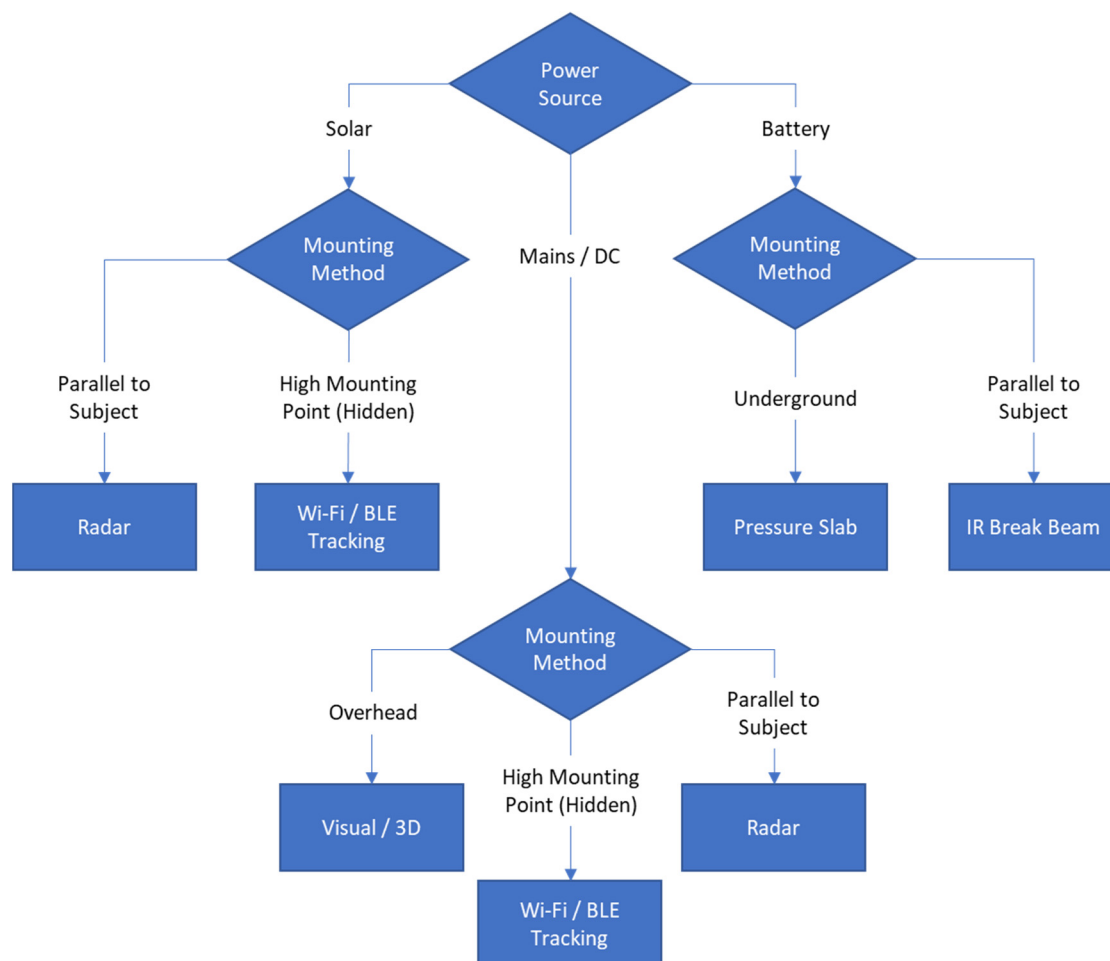 Power
Source
Solar
Battery
Mounting
Method
Mains / DC
Mounting
Method
Parallel to
Subject
High Mounting
Point (Hidden)
Underground
Parallel to
Subject
Radar
Wi-Fi / BLE
Tracking
Pressure Slab
IR Break Beam
Mounting
Method
Overhead
High Mounting
Point (Hidden)
Parallel to
Subject
Visual / 3D
Radar
Wi-Fi / BLE
Tracking